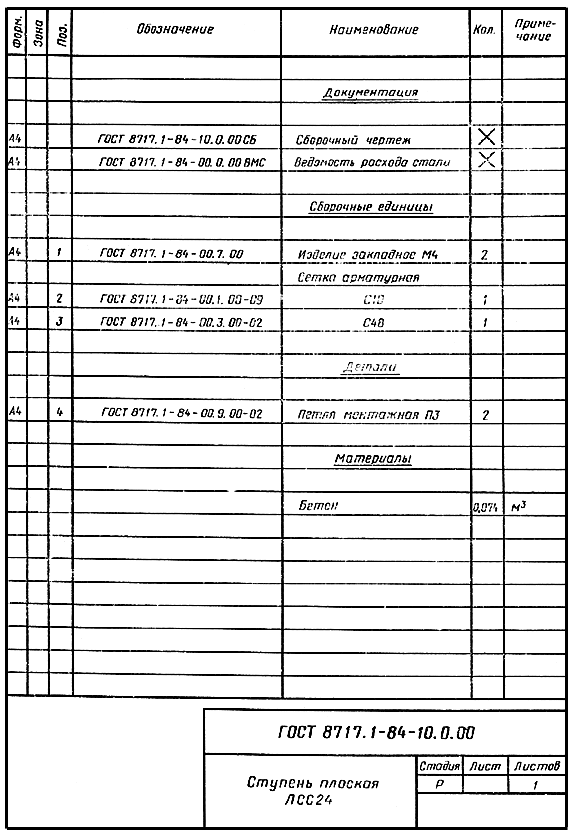 Форм. Зона Поз. Обозначение Наименование Кол. Приме-
чание
Документация
А4 ГОСТ 8717.1-84-10.0.00СБ Сборочный чертеж X
А4 ГОСТ 8717.1-84-00.0.00ВМС Ведомость расхода стали X
Сборочные единицы
А4 1 ГОСТ 8717.1-84-00.7.00 Изделие закладное М4 2
Сетка арматурная
А4 2 ГОСТ 8717.1-84-00.1.00-09 С10 1
А4 3 ГОСТ 8717.1-84-00.3.00-02 С48 1
Детали
А4 4 ГОСТ 8717.1-84-00.9.00-02 Петля монтажная П3 2
Материалы
Бетон 0,074 м³
ГОСТ 8717.1-84-10.0.00
Ступень плоская
ЛСС24
Стадия Лист Листов
Р 1